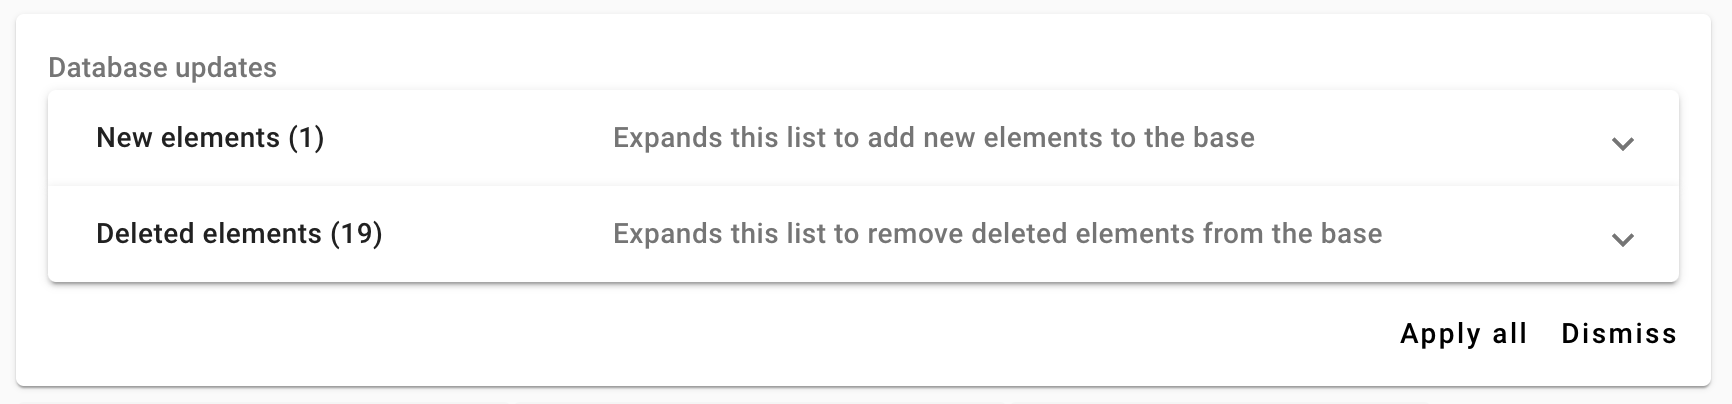 Database updates
New elements (1) Expands this list to add new elements to the base
Deleted elements (19) Expands this list to remove deleted elements from the base
Apply all Dismiss